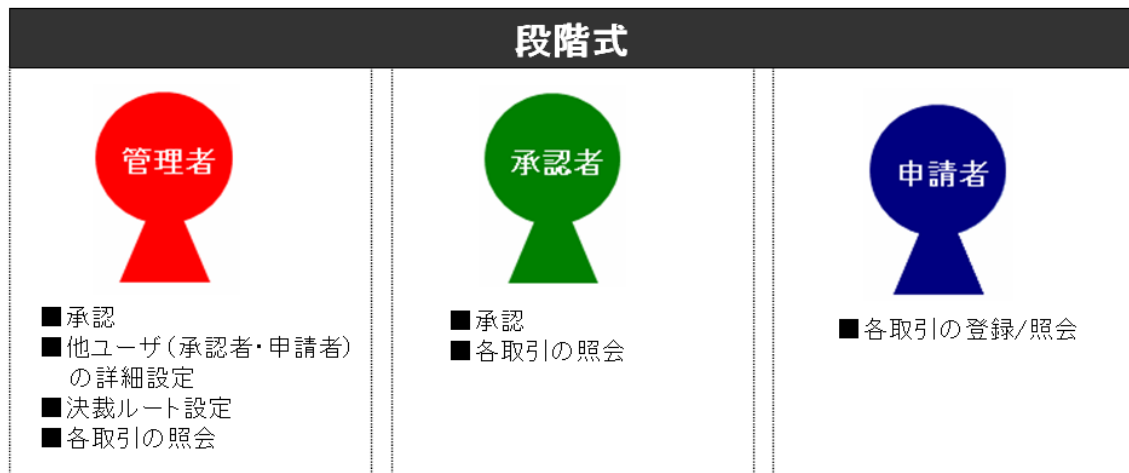 段階式
管理者
■承認
■他ユーザ(承認者・申請者)
の詳細設定
■決裁ルート設定
■各取引の照会
承認者
■承認
■各取引の照会
申請者
■各取引の登録/照会